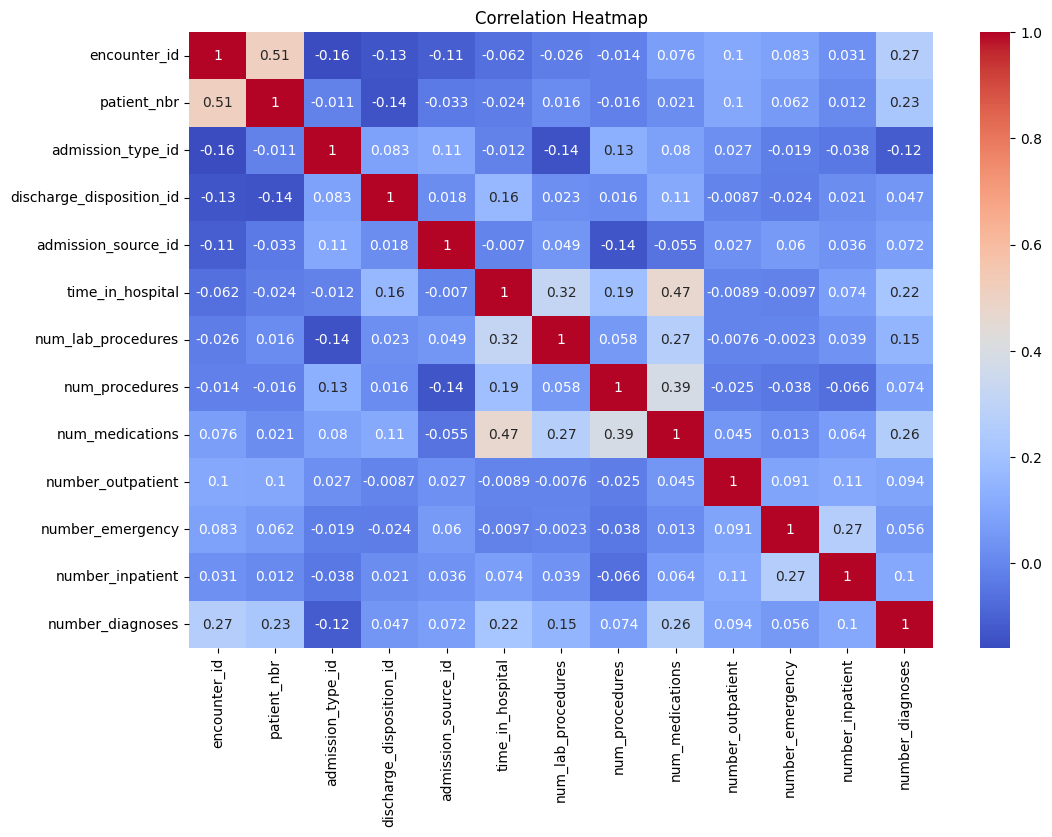 Correlation Heatmap
encounter_id 1 0.51 -0.16 -0.13 -0.11 -0.062 -0.026 -0.014 0.076 0.1 0.083 0.031 0.27
patient_nbr 0.51 1 -0.011 -0.14 -0.033 -0.024 0.016 -0.016 0.021 0.1 0.062 0.012 0.23
admission_type_id -0.16 -0.011 1 0.083 0.11 -0.012 -0.14 0.13 0.08 0.027 -0.019 -0.038 -0.12
discharge_disposition_id -0.13 -0.14 0.083 1 0.018 0.16 0.023 0.016 0.11 -0.0087 -0.024 0.021 0.047
admission_source_id -0.11 -0.033 0.11 0.018 1 -0.007 0.049 -0.14 -0.055 0.027 0.06 0.036 0.072
time_in_hospital -0.062 -0.024 -0.012 0.16 -0.007 1 0.32 0.19 0.47 -0.0089 -0.0097 0.074 0.22
num_lab_procedures -0.026 0.016 -0.14 0.023 0.049 0.32 1 0.058 0.27 -0.0076 -0.0023 0.039 0.15
num_procedures -0.014 -0.016 0.13 0.016 -0.14 0.19 0.058 1 0.39 -0.025 -0.038 -0.066 0.074
num_medications 0.076 0.021 0.08 0.11 -0.055 0.47 0.27 0.39 1 0.045 0.013 0.064 0.26
number_outpatient 0.1 0.1 0.027 -0.0087 0.027 -0.0089 -0.0076 -0.025 0.045 1 0.091 0.11 0.094
number_emergency 0.083 0.062 -0.019 -0.024 0.06 -0.0097 -0.0023 -0.038 0.013 0.091 1 0.27 0.056
number_inpatient 0.031 0.012 -0.038 0.021 0.036 0.074 0.039 -0.066 0.064 0.11 0.27 1 0.1
number_diagnoses 0.27 0.23 -0.12 0.047 0.072 0.22 0.15 0.074 0.26 0.094 0.056 0.1 1
encounter_id
patient_nbr
admission_type_id
discharge_disposition_id
admission_source_id
time_in_hospital
num_lab_procedures
num_procedures
num_medications
number_outpatient
number_emergency
number_inpatient
number_diagnoses
1.0
0.8
0.6
0.4
0.2
0.0